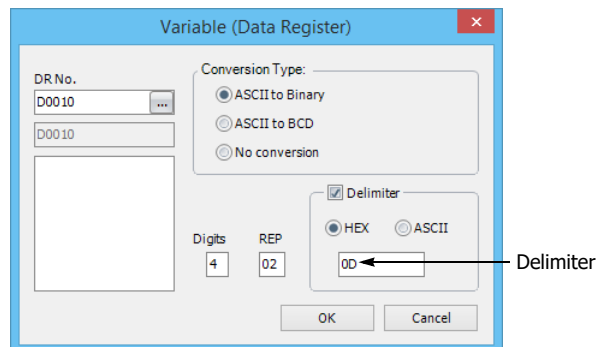 Variable (Data Register)
×
DR No.
D0010 ...
D0010
Conversion Type:
ASCII to Binary
ASCII to BCD
No conversion
Delimiter
HEX ASCII
Digits REP
4 02
0D
Delimiter
OK Cancel